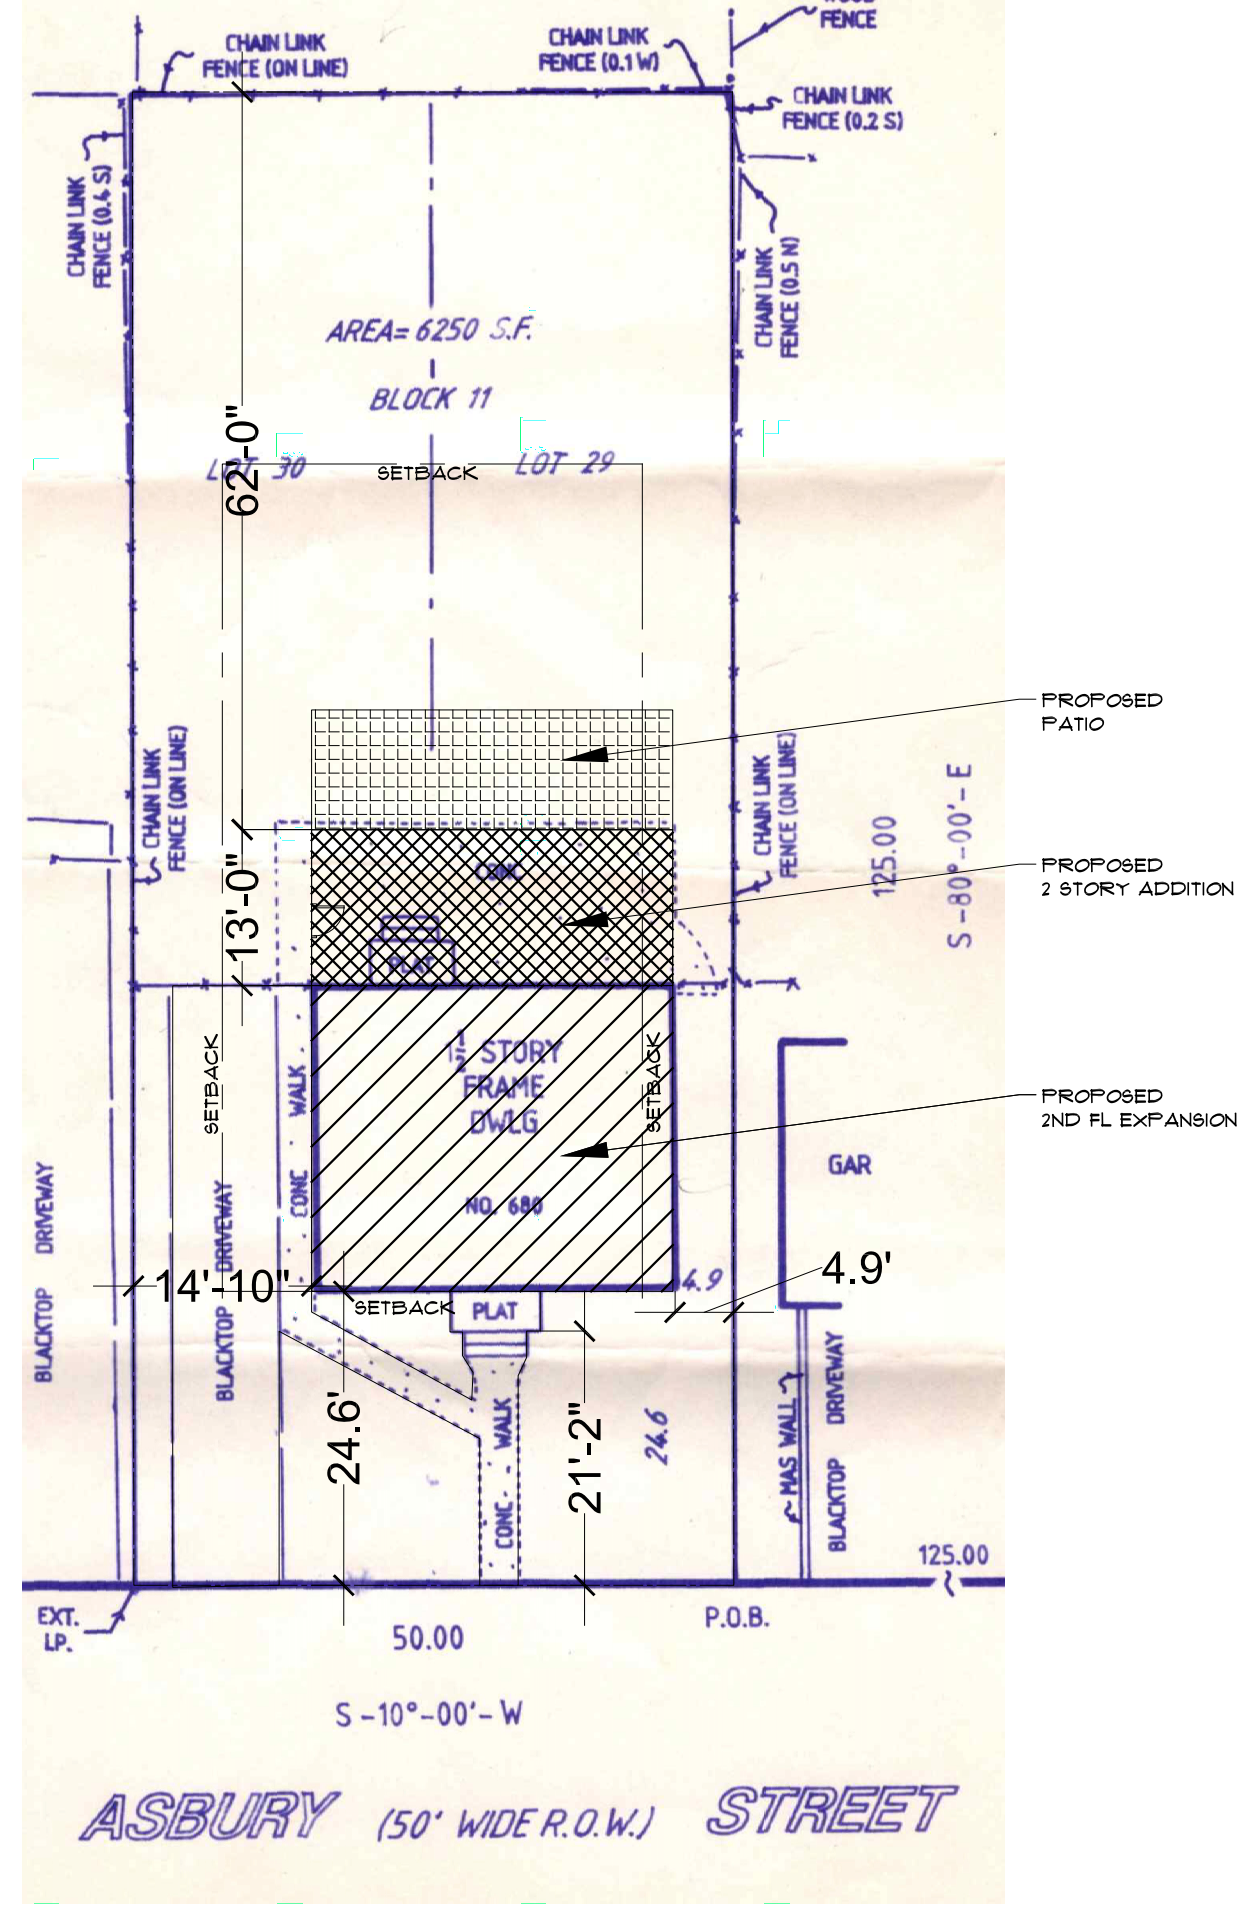 FENCE
CHAIN LINK
FENCE (ON LINE)
CHAIN LINK
FENCE (0.1 W)
CHAIN LINK
FENCE (0.2 S)
CHAIN LINK
FENCE (0.4 S)
CHAIN LINK
FENCE (0.5 N)
AREA= 6250 S.F.
BLOCK 11
62'-0"
LOT 30
SETBACK
LOT 29
PROPOSED
PATIO
CHAIN LINK
FENCE (ON LINE)
CHAIN LINK
FENCE (ON LINE)
125.00
S-80°-00'-E
13'-0"
CONC
PROPOSED
2 STORY ADDITION
PLAT
SETBACK
CONC WALK
1½ STORY
FRAME
DWLG
SETBACK
PROPOSED
2ND FL EXPANSION
GAR
NO. 680
BLACKTOP DRIVEWAY
BLACKTOP DRIVEWAY
14'-10"
4.9
4.9'
SETBACK
PLAT
24.6'
21'-2"
CONC. WALK
24.6
MAS WALL
BLACKTOP DRIVEWAY
125.00
EXT.
LP.
50.00
P.O.B.
S-10°-00'-W
ASBURY (50' WIDE R.O.W.) STREET